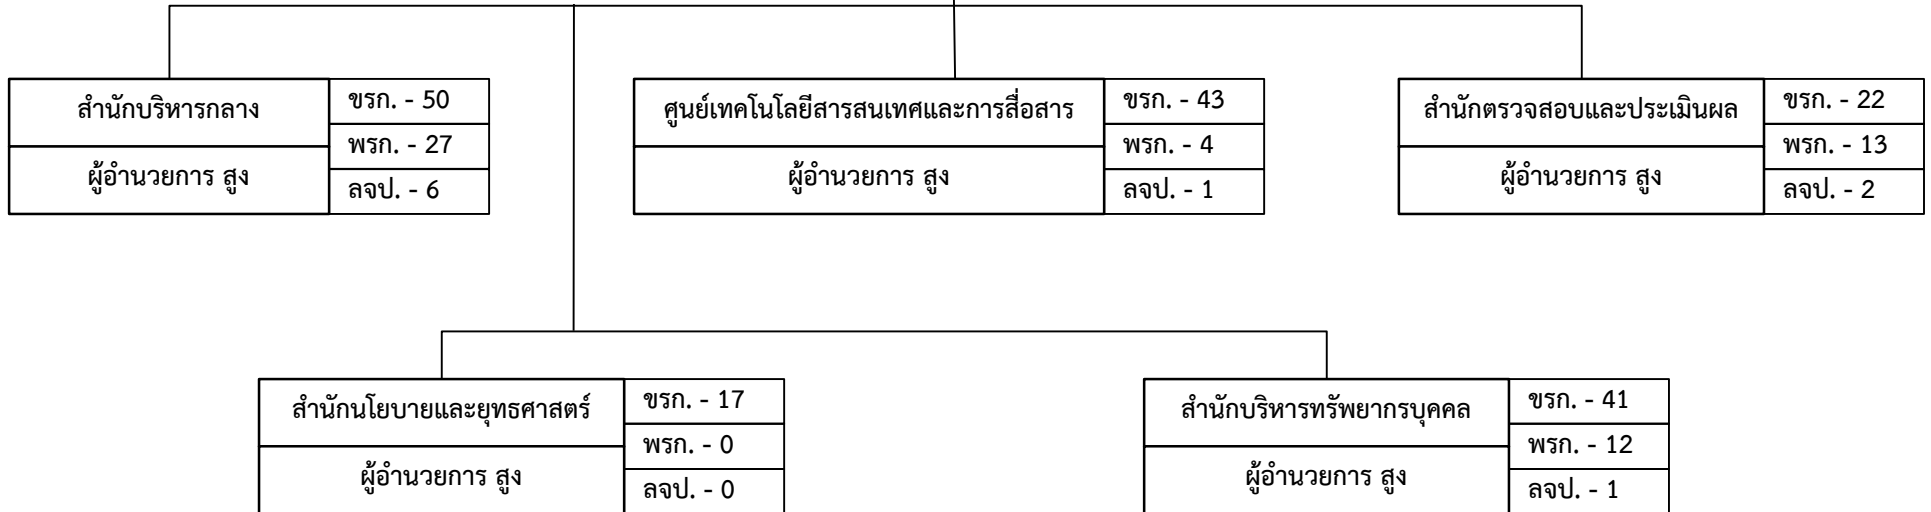 สำนักบริหารกลาง
ผู้อำนวยการ สูง
ขรก. - 50
พรก. - 27
ลจป. - 6
ศูนย์เทคโนโลยีสารสนเทศและการสื่อสาร
ผู้อำนวยการ สูง
ขรก. - 43
พรก. - 4
ลจป. - 1
สำนักตรวจสอบและประเมินผล
ผู้อำนวยการ สูง
ขรก. - 22
พรก. - 13
ลจป. - 2
สำนักนโยบายและยุทธศาสตร์
ผู้อำนวยการ สูง
ขรก. - 17
พรก. - 0
ลจป. - 0
สำนักบริหารทรัพยากรบุคคล
ผู้อำนวยการ สูง
ขรก. - 41
พรก. - 12
ลจป. - 1